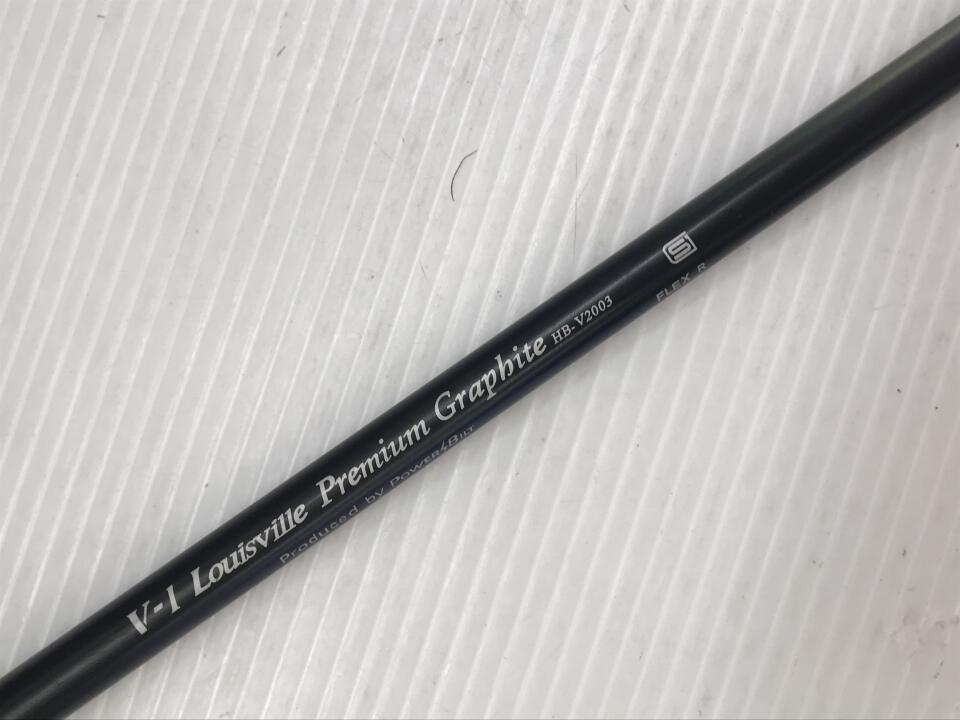 V-1 Louisville Premium Graphite HB-V2003
Produced by POWERBILT
FLEX R